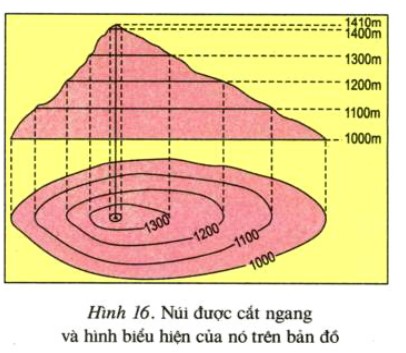 1410m
1400m
1300m
1200m
1100m
1000m
1300
1200
1100
1000
Hình 16. Núi được cắt ngang
và hình biểu hiện của nó trên bản đồ